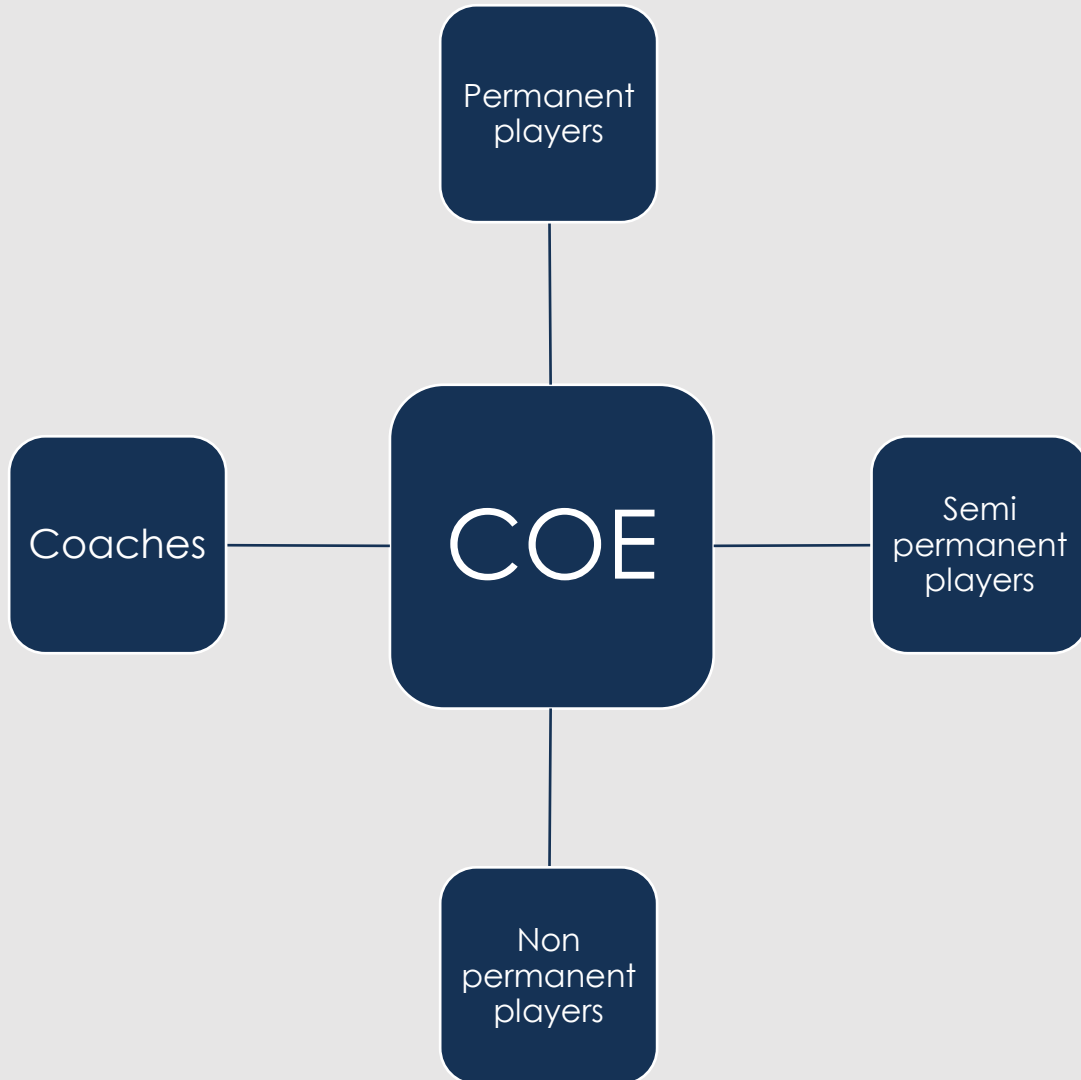 Permanent
players
Coaches
COE
Semi
permanent
players
Non
permanent
players